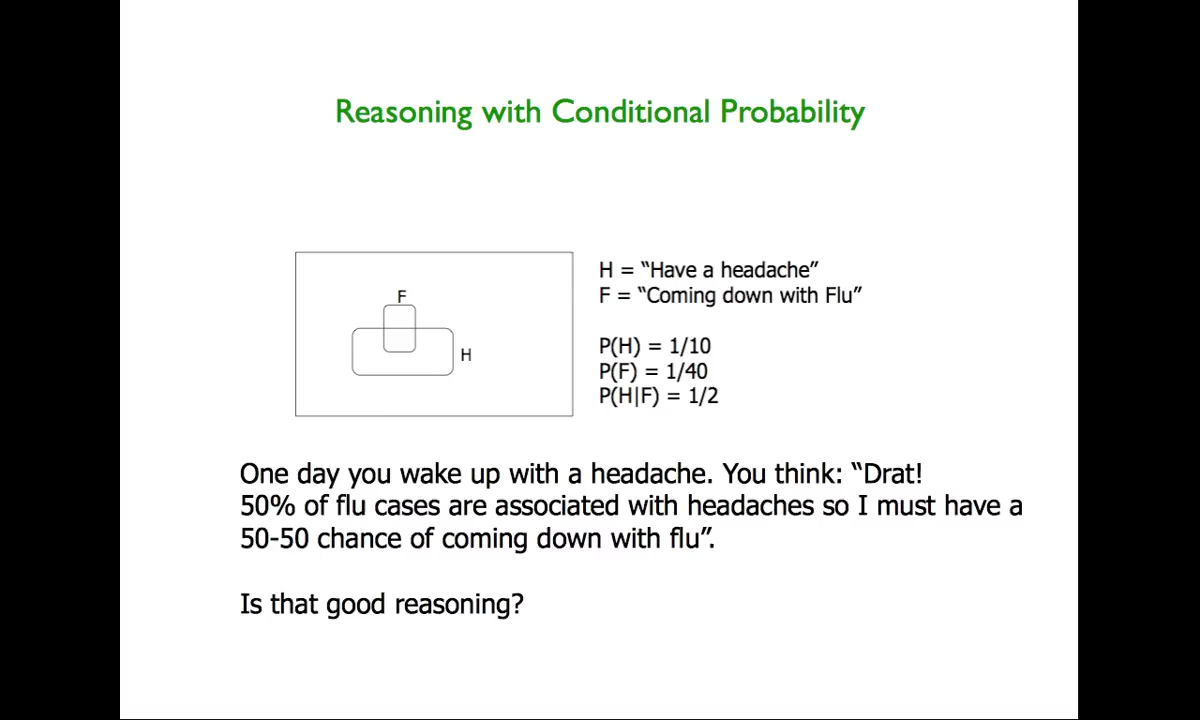 Reasoning with Conditional Probability
F
H
H = “Have a headache”
F = “Coming down with Flu”
P(H) = 1/10
P(F) = 1/40
P(H|F) = 1/2
One day you wake up with a headache. You think: “Drat!
50% of flu cases are associated with headaches so I must have a
50-50 chance of coming down with flu”.
Is that good reasoning?